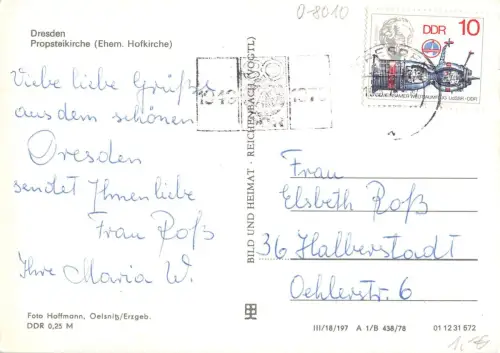 0-8010
Dresden
Propsteikirche (Ehem. Hofkirche)
DDR 10
Viele liebe Grüße
aus dem schönen
Dresden
sendet Ihnen liebe
Frau Roß
Ihre Maria W.
Foto Hoffmann, Oelsnitz/Erzgeb.
DDR 0,25 M
BILD UND HEIMAT · REICHENBACH (VOGTL)
Frau
Elsbeth Roß
36 Halberstadt
Oehlerstr. 6
III/18/197 A 1/B 438/78 01 12 31 572